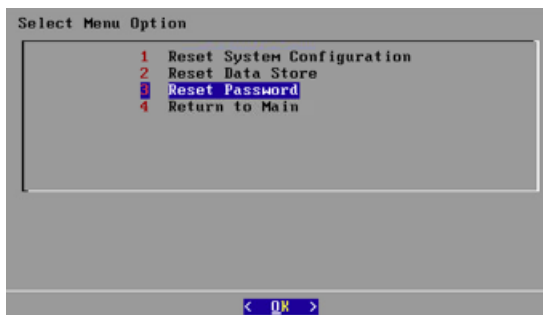 Select Menu Option
1 Reset System Configuration
2 Reset Data Store
3 Reset Password
4 Return to Main
< OK >